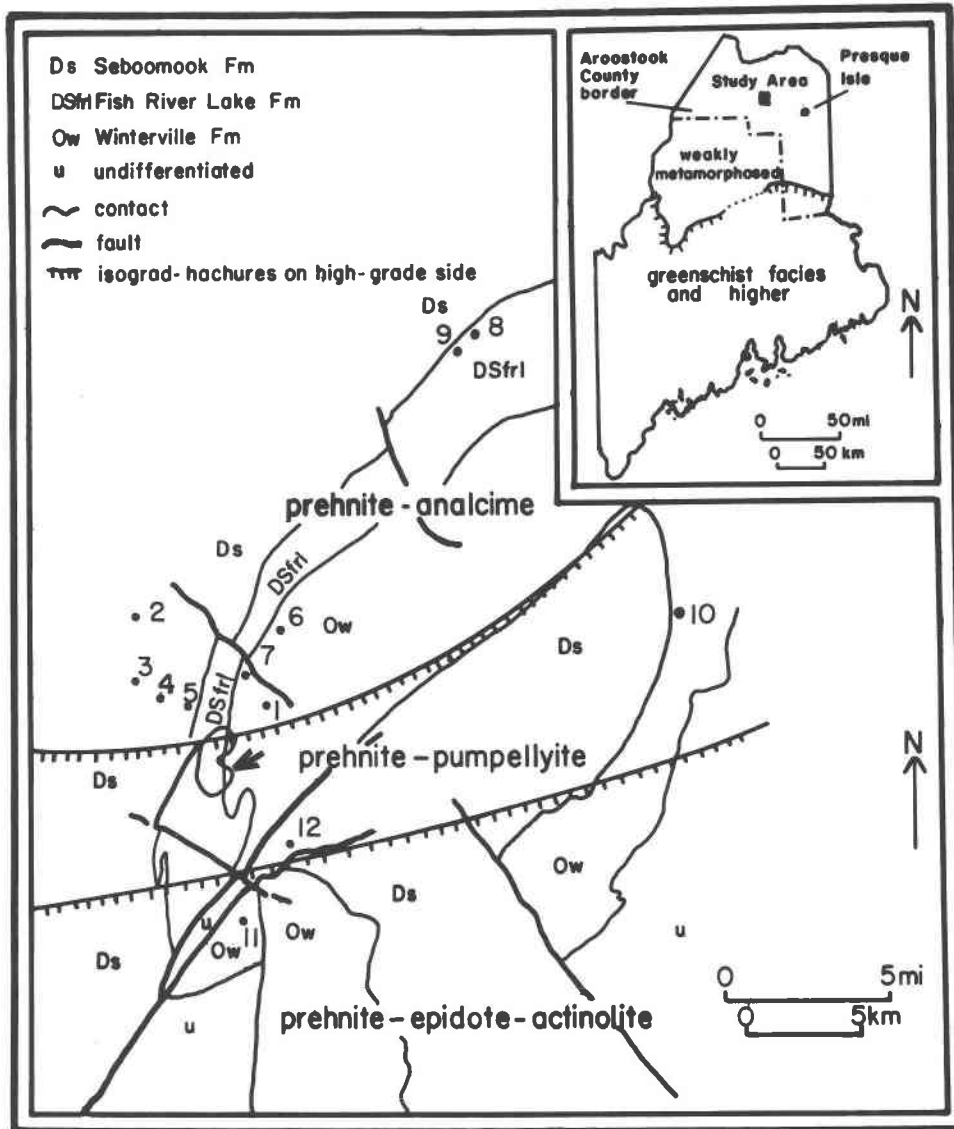 Ds Seboomook Fm
DSfrl Fish River Lake Fm
Ow Winterville Fm
u undifferentiated
contact
fault
isograd-hachures on high-grade side
Aroostook
County
border
Study Area
Presque
Isle
weakly
metamorphosed
greenschist facies
and higher
N
0 50mi
0 50 km
Ds
9
8
DSfrl
prehnite-analcime
Ds
DSfrl
2
6
Ow
Ds
10
3
4
5
7
DSfrl
1
N
prehnite-pumpellyite
Ds
12
Ow
Ds
u
11
Ow
Ow
u
Ds
0 5 mi
0 5km
prehnite-epidote-actinolite
u